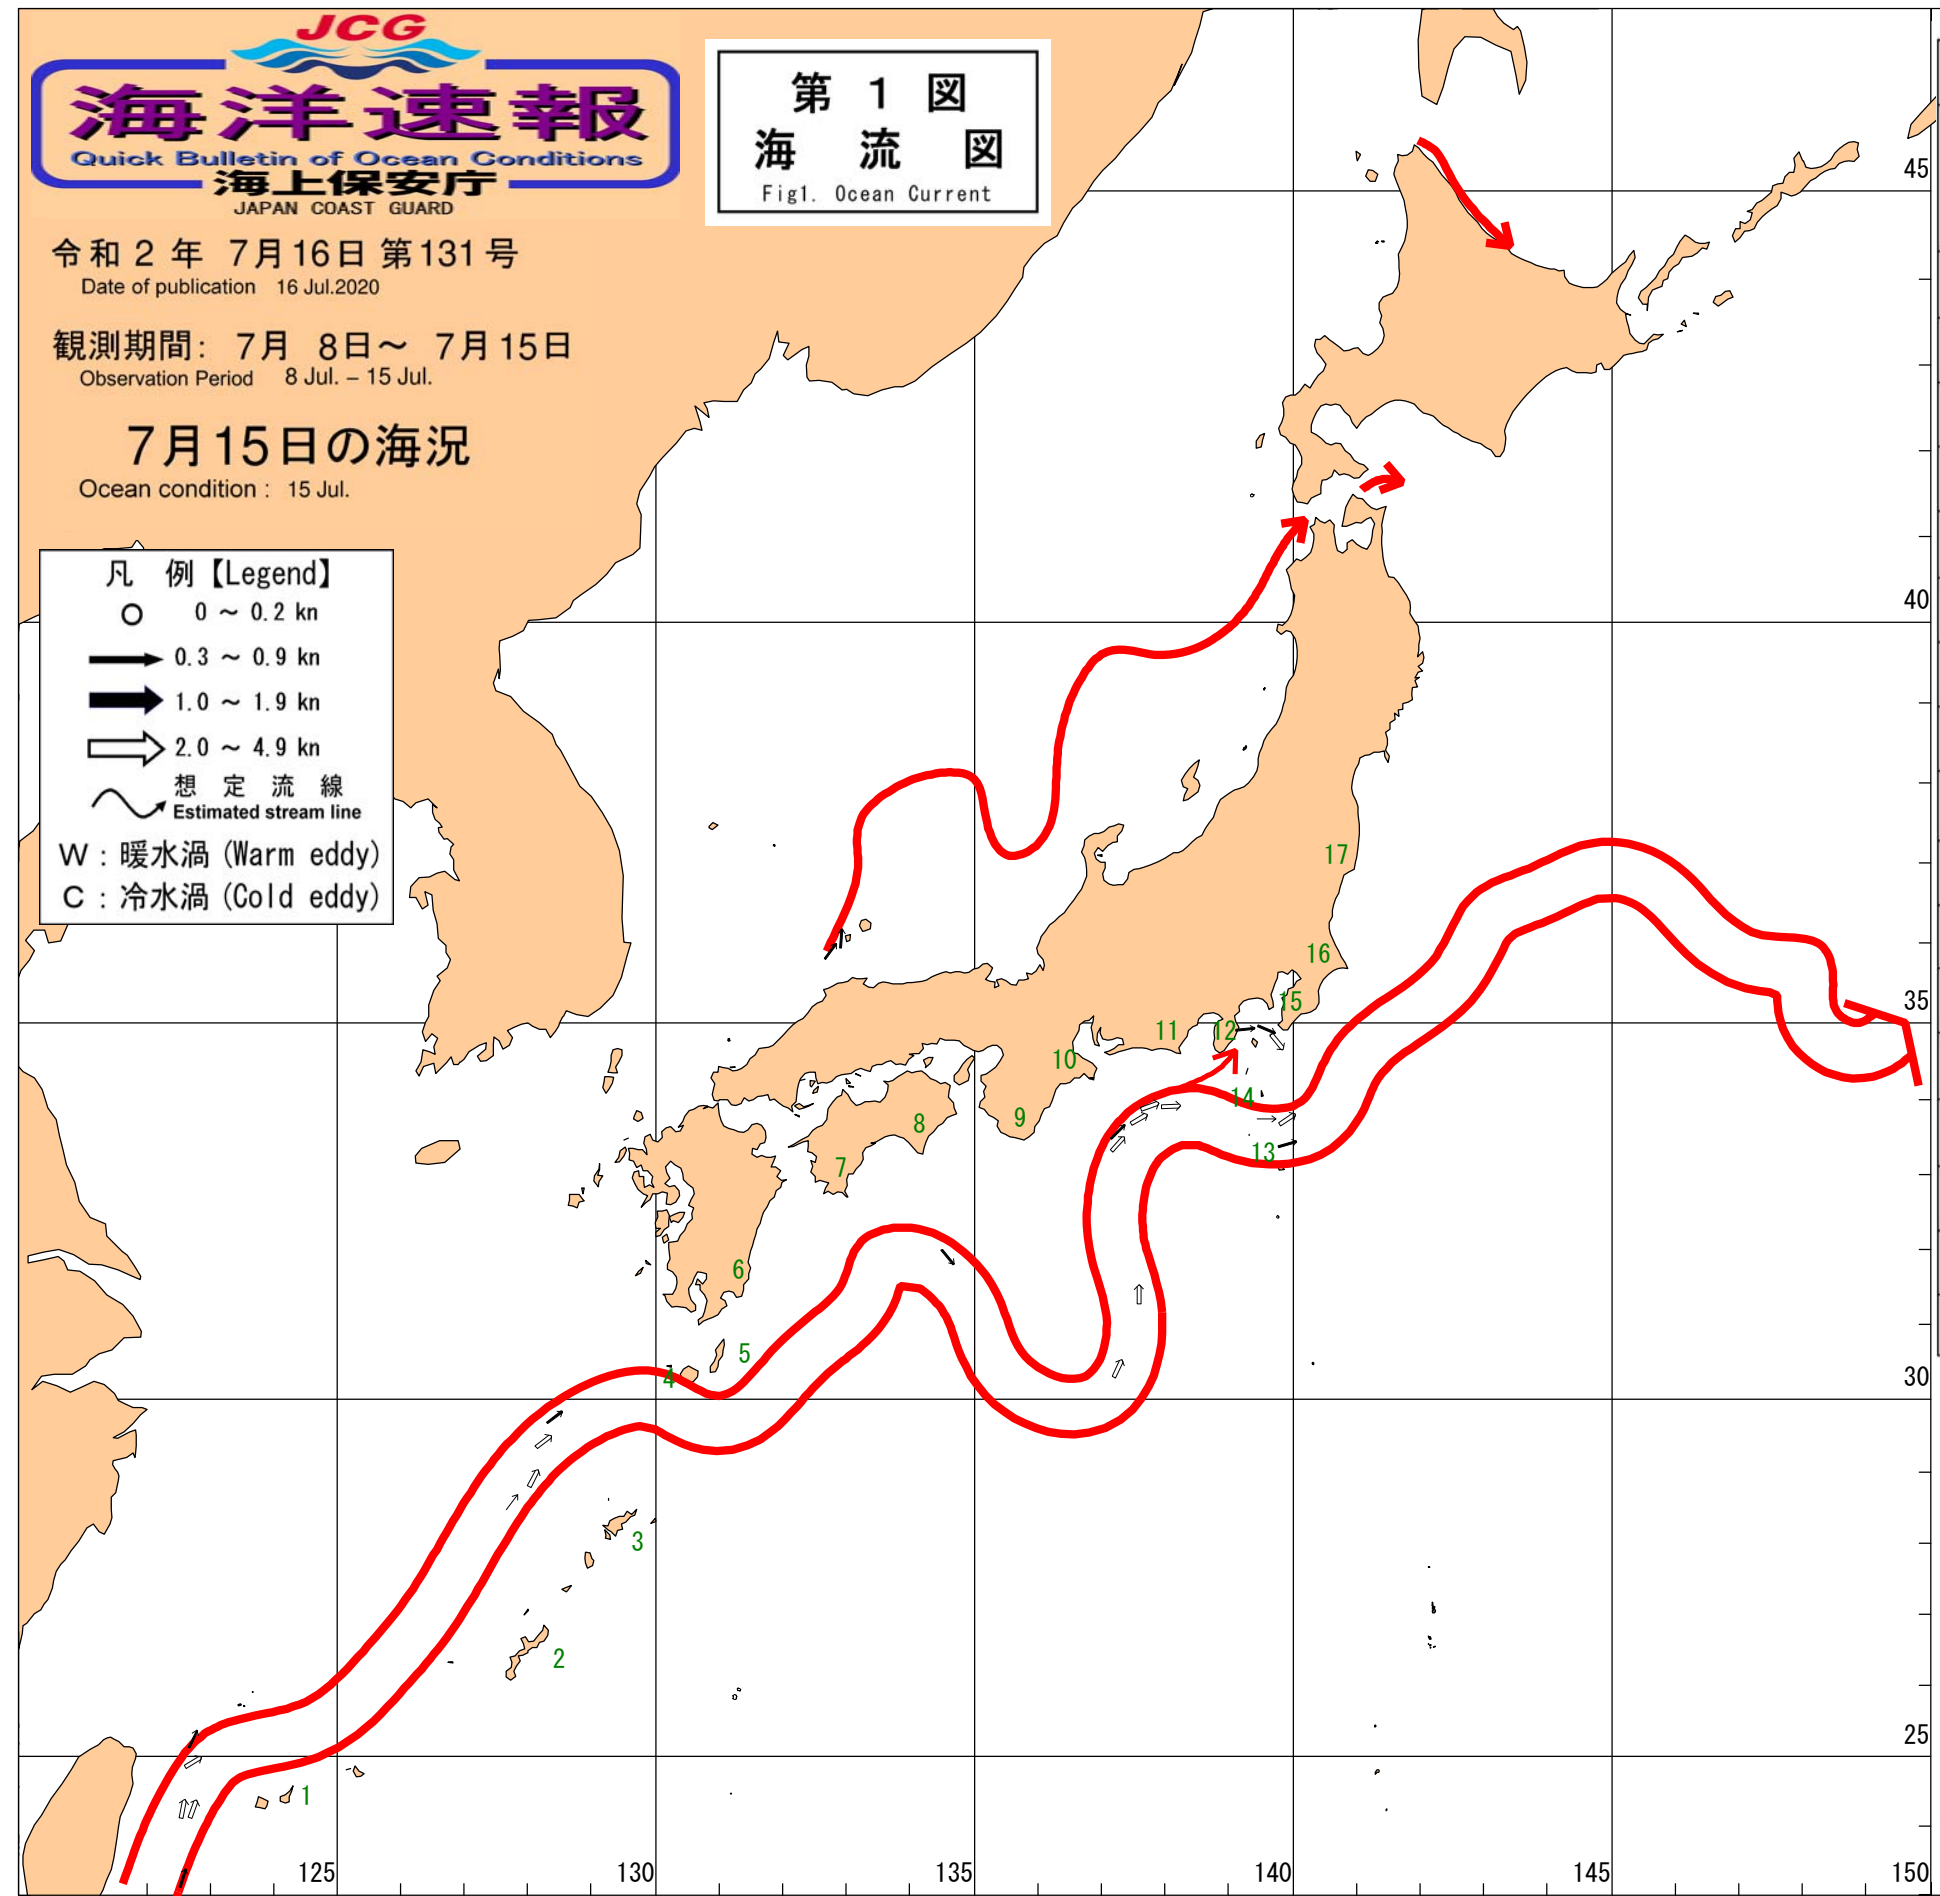 JCG
海洋速報
Quick Bulletin of Ocean Conditions
海上保安庁
JAPAN COAST GUARD
令和 2 年 7月16日 第131号
Date of publication 16 Jul.2020
観測期間: 7月 8日～ 7月15日
Observation Period 8 Jul. – 15 Jul.
7月15日の海況
Ocean condition : 15 Jul.
第 1 図
海 流 図
Fig1. Ocean Current
凡 例【Legend】
0 ～ 0.2 kn
0.3 ～ 0.9 kn
1.0 ～ 1.9 kn
2.0 ～ 4.9 kn
想 定 流 線
Estimated stream line
W : 暖水渦 (Warm eddy)
C : 冷水渦 (Cold eddy)
45
40
17
16
35
15
12
11
10
14
9
8
13
7
6
5
4
30
3
2
25
1
125
130
135
140
145
150